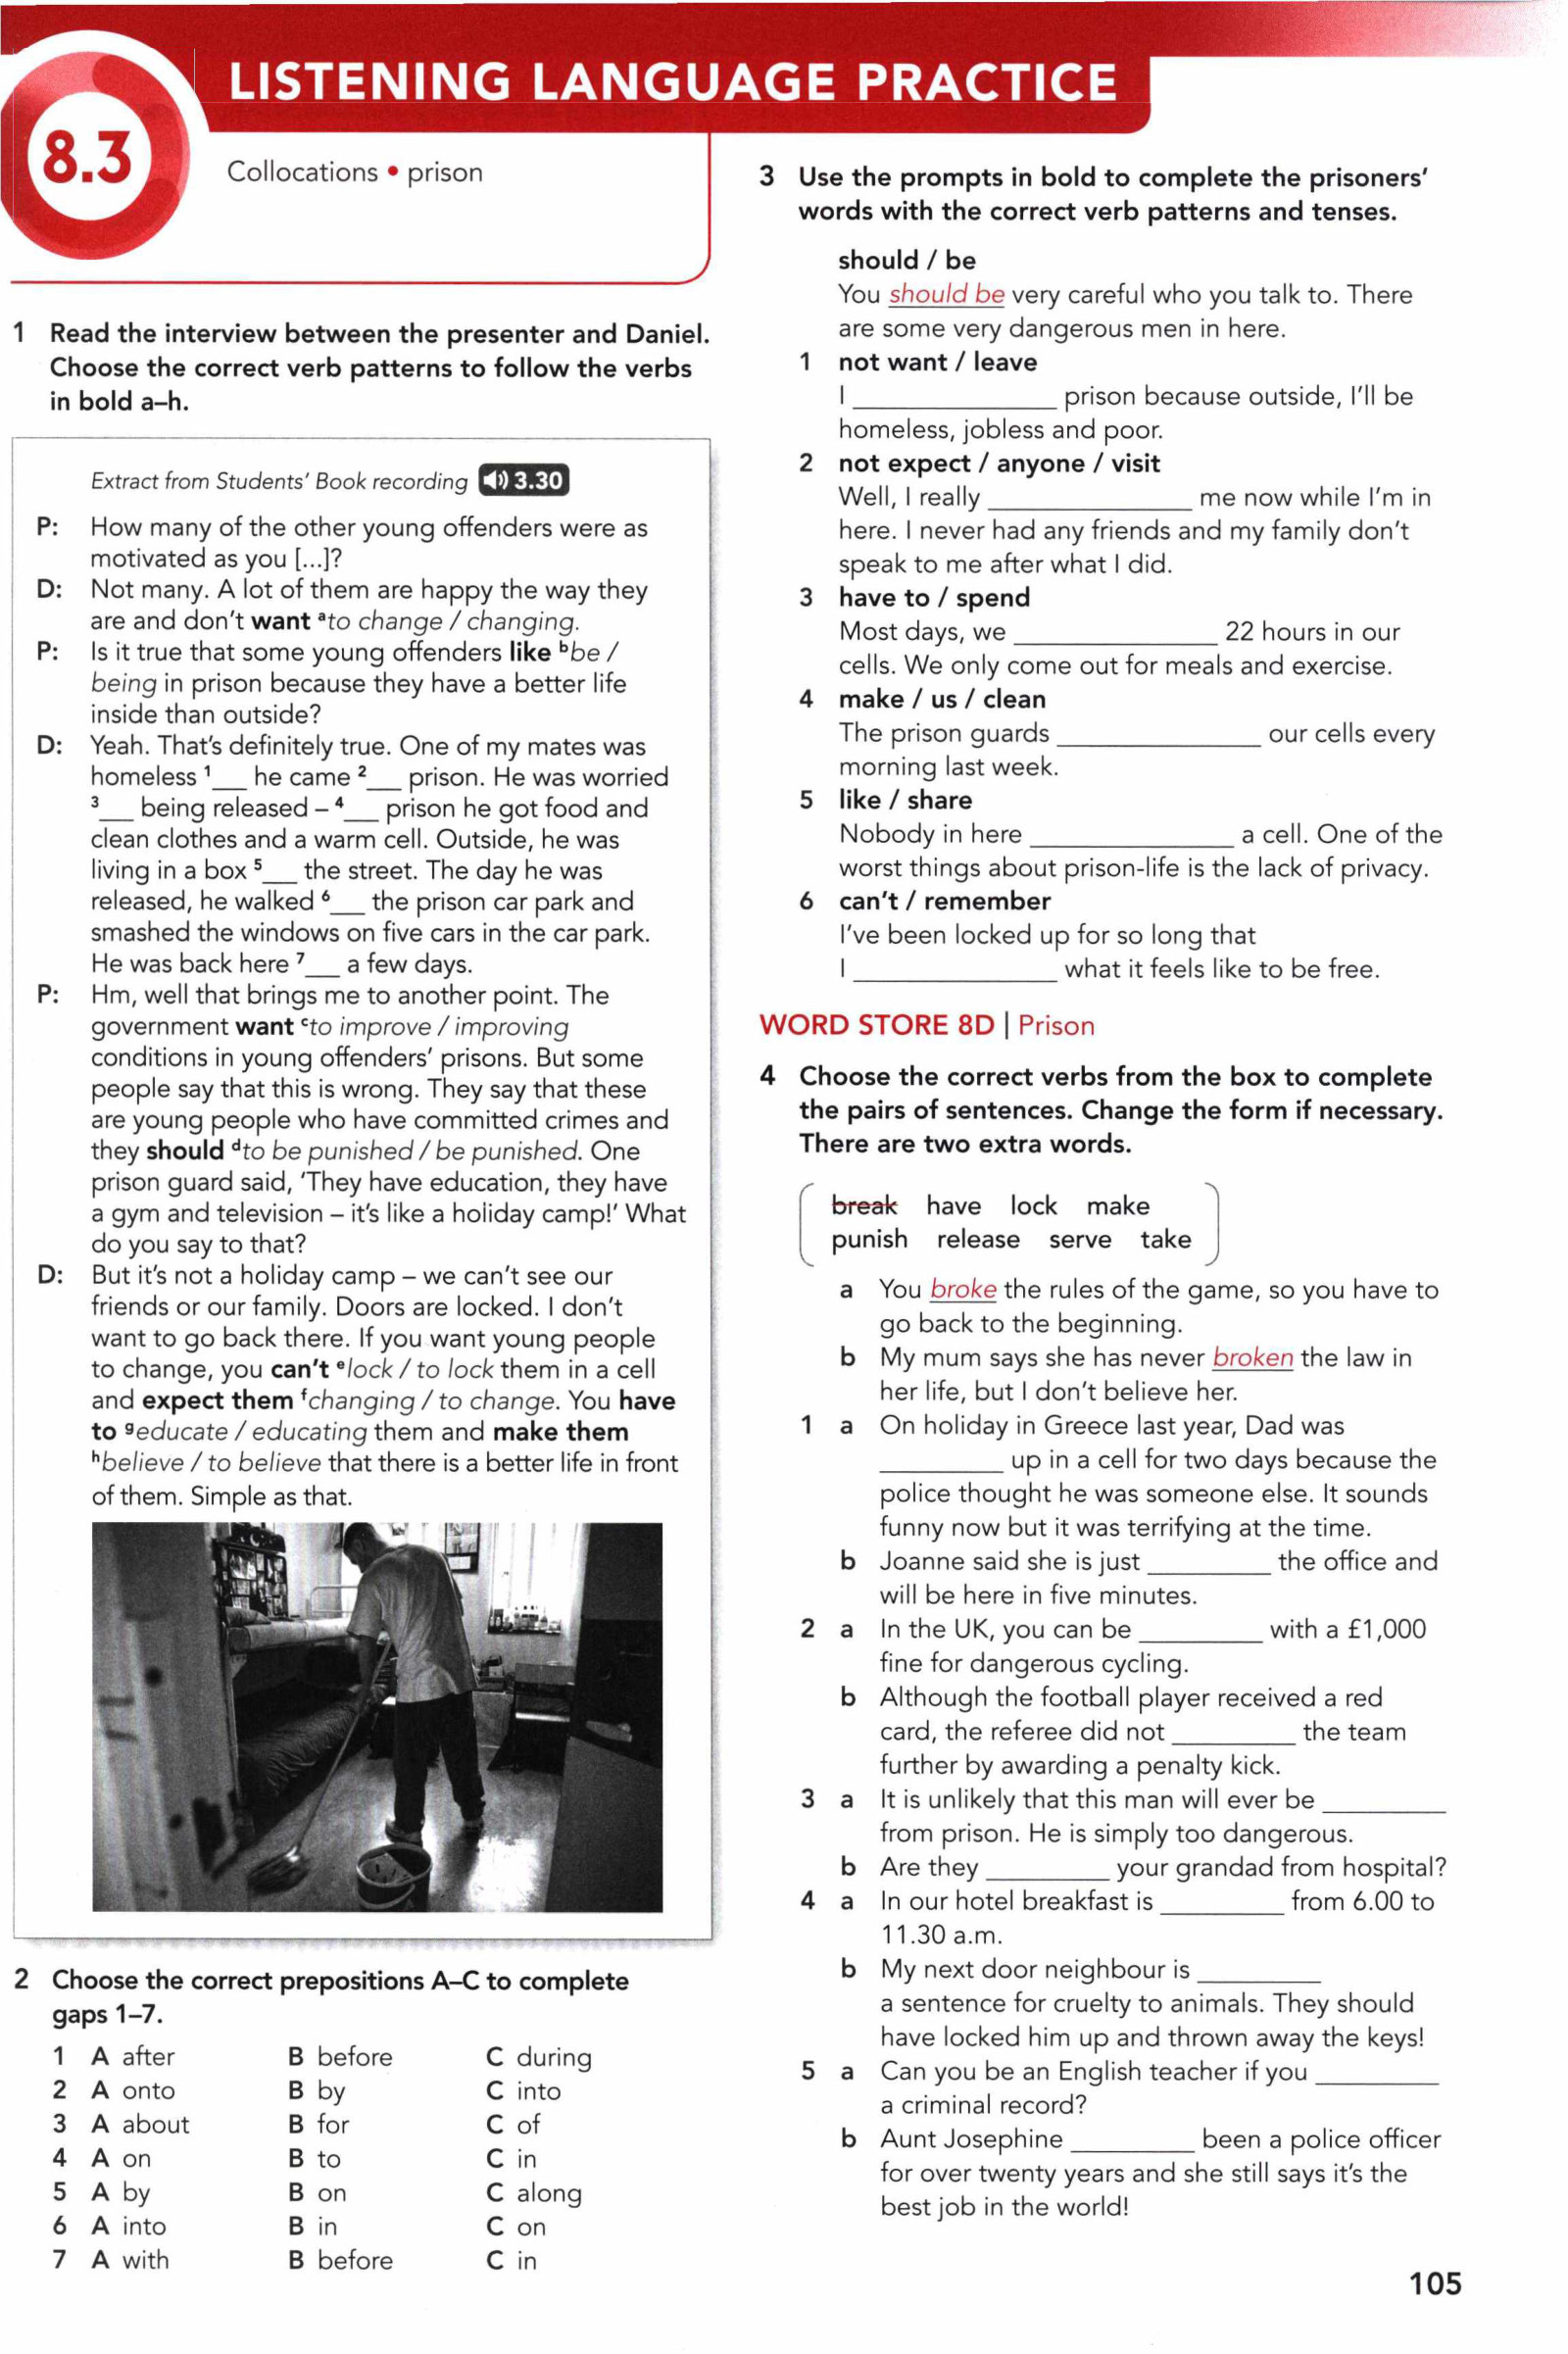 LISTENING LANGUAGE PRACTICE
8.3
Collocations • prison
1 Read the interview between the presenter and Daniel.
Choose the correct verb patterns to follow the verbs
in bold a–h.
Extract from Students' Book recording 3.30
P: How many of the other young offenders were as
motivated as you [...]?
D: Not many. A lot of them are happy the way they
are and don't want ᵃto change / changing.
P: Is it true that some young offenders like ᵇbe /
being in prison because they have a better life
inside than outside?
D: Yeah. That's definitely true. One of my mates was
homeless ¹__ he came ²__ prison. He was worried
³__ being released – ⁴__ prison he got food and
clean clothes and a warm cell. Outside, he was
living in a box ⁵__ the street. The day he was
released, he walked ⁶__ the prison car park and
smashed the windows on five cars in the car park.
He was back here ⁷__ a few days.
P: Hm, well that brings me to another point. The
government want ᶜto improve / improving
conditions in young offenders' prisons. But some
people say that this is wrong. They say that these
are young people who have committed crimes and
they should ᵈto be punished / be punished. One
prison guard said, 'They have education, they have
a gym and television – it's like a holiday camp!' What
do you say to that?
D: But it's not a holiday camp – we can't see our
friends or our family. Doors are locked. I don't
want to go back there. If you want young people
to change, you can't ᵉlock / to lock them in a cell
and expect them ᶠchanging / to change. You have
to ᵍeducate / educating them and make them
ʰbelieve / to believe that there is a better life in front
of them. Simple as that.
2 Choose the correct prepositions A–C to complete
gaps 1–7.
1 A after B before C during
2 A onto B by C into
3 A about B for C of
4 A on B to C in
5 A by B on C along
6 A into B in C on
7 A with B before C in
3 Use the prompts in bold to complete the prisoners'
words with the correct verb patterns and tenses.
should / be
You should be very careful who you talk to. There
are some very dangerous men in here.
1 not want / leave
I ____________ prison because outside, I'll be
homeless, jobless and poor.
2 not expect / anyone / visit
Well, I really ____________ me now while I'm in
here. I never had any friends and my family don't
speak to me after what I did.
3 have to / spend
Most days, we ____________ 22 hours in our
cells. We only come out for meals and exercise.
4 make / us / clean
The prison guards ____________ our cells every
morning last week.
5 like / share
Nobody in here ____________ a cell. One of the
worst things about prison-life is the lack of privacy.
6 can't / remember
I've been locked up for so long that
I ____________ what it feels like to be free.
WORD STORE 8D | Prison
4 Choose the correct verbs from the box to complete
the pairs of sentences. Change the form if necessary.
There are two extra words.
break have lock make
punish release serve take
a You broke the rules of the game, so you have to
go back to the beginning.
b My mum says she has never broken the law in
her life, but I don't believe her.
1 a On holiday in Greece last year, Dad was
________ up in a cell for two days because the
police thought he was someone else. It sounds
funny now but it was terrifying at the time.
b Joanne said she is just ________ the office and
will be here in five minutes.
2 a In the UK, you can be ________ with a £1,000
fine for dangerous cycling.
b Although the football player received a red
card, the referee did not ________ the team
further by awarding a penalty kick.
3 a It is unlikely that this man will ever be ________
from prison. He is simply too dangerous.
b Are they ________ your grandad from hospital?
4 a In our hotel breakfast is ________ from 6.00 to
11.30 a.m.
b My next door neighbour is ________
a sentence for cruelty to animals. They should
have locked him up and thrown away the keys!
5 a Can you be an English teacher if you ________
a criminal record?
b Aunt Josephine ________ been a police officer
for over twenty years and she still says it's the
best job in the world!
105